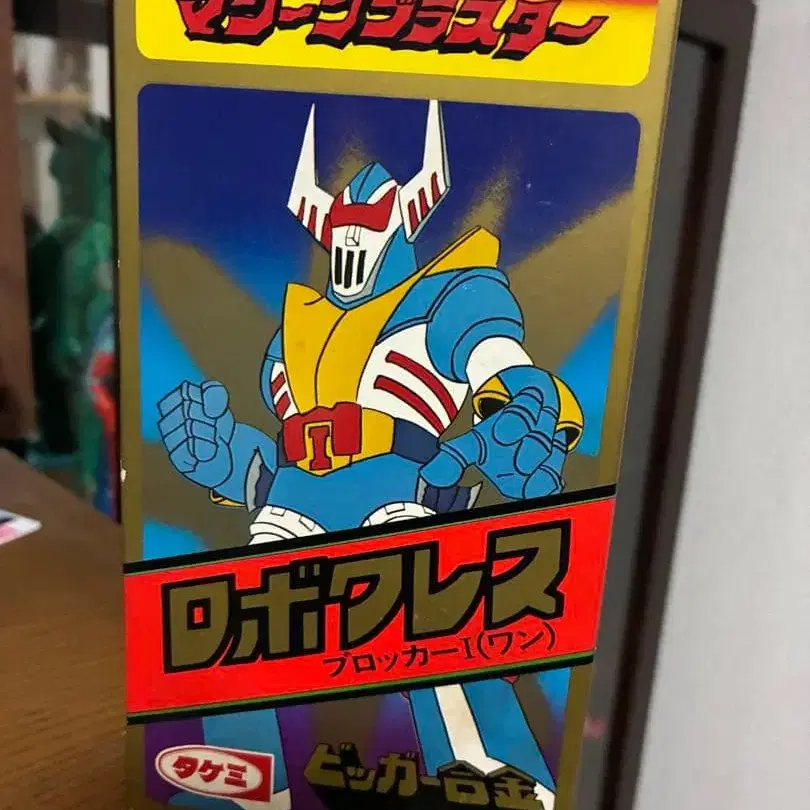 マシーンブラスター
I
ロボクレス
ブロッカーI(ワン)
タケミ
ビッガー合金